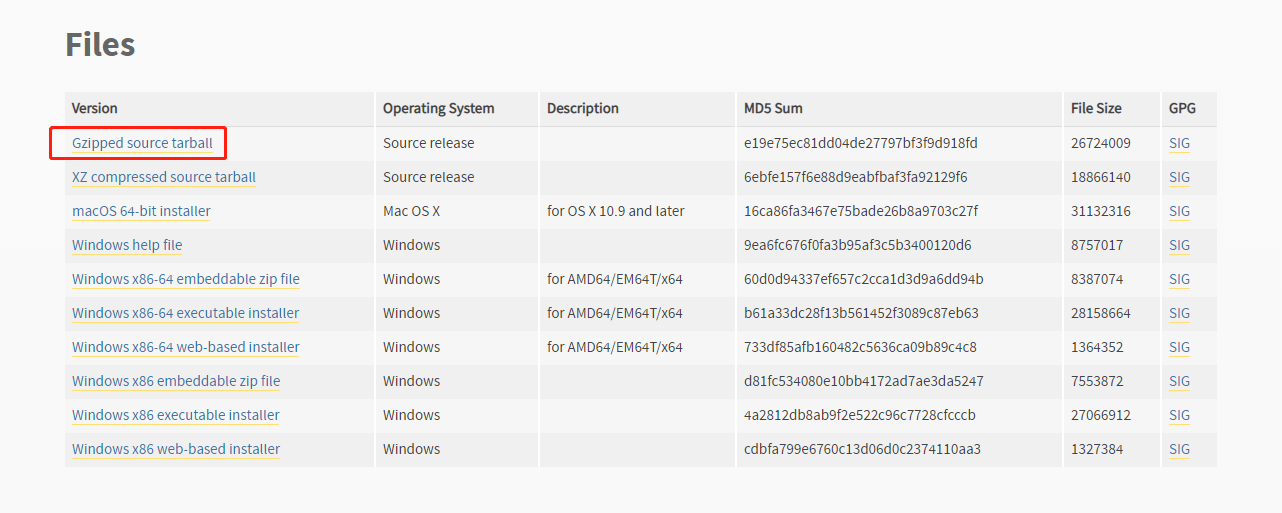 Files
Version Operating System Description MD5 Sum File Size GPG
Gzipped source tarball Source release e19e75ec81dd04de27797bf3f9d918fd 26724009 SIG
XZ compressed source tarball Source release 6ebfe157f6e88d9eabfbaf3fa92129f6 18866140 SIG
macOS 64-bit installer Mac OS X for OS X 10.9 and later 16ca86fa3467e75bade26b8a9703c27f 31132316 SIG
Windows help file Windows 9ea6fc676f0fa3b95af3c5b3400120d6 8757017 SIG
Windows x86-64 embeddable zip file Windows for AMD64/EM64T/x64 60d0d94337ef657c2cca1d3d9a6dd94b 8387074 SIG
Windows x86-64 executable installer Windows for AMD64/EM64T/x64 b61a33dc28f13b561452f3089c87eb63 28158664 SIG
Windows x86-64 web-based installer Windows for AMD64/EM64T/x64 733df85afb160482c5636ca09b89c4c8 1364352 SIG
Windows x86 embeddable zip file Windows d81fc534080e10bb4172ad7ae3da5247 7553872 SIG
Windows x86 executable installer Windows 4a2812db8ab9f2e522c96c7728cfcccb 27066912 SIG
Windows x86 web-based installer Windows cdbfa799e6760c13d06d0c2374110aa3 1327384 SIG